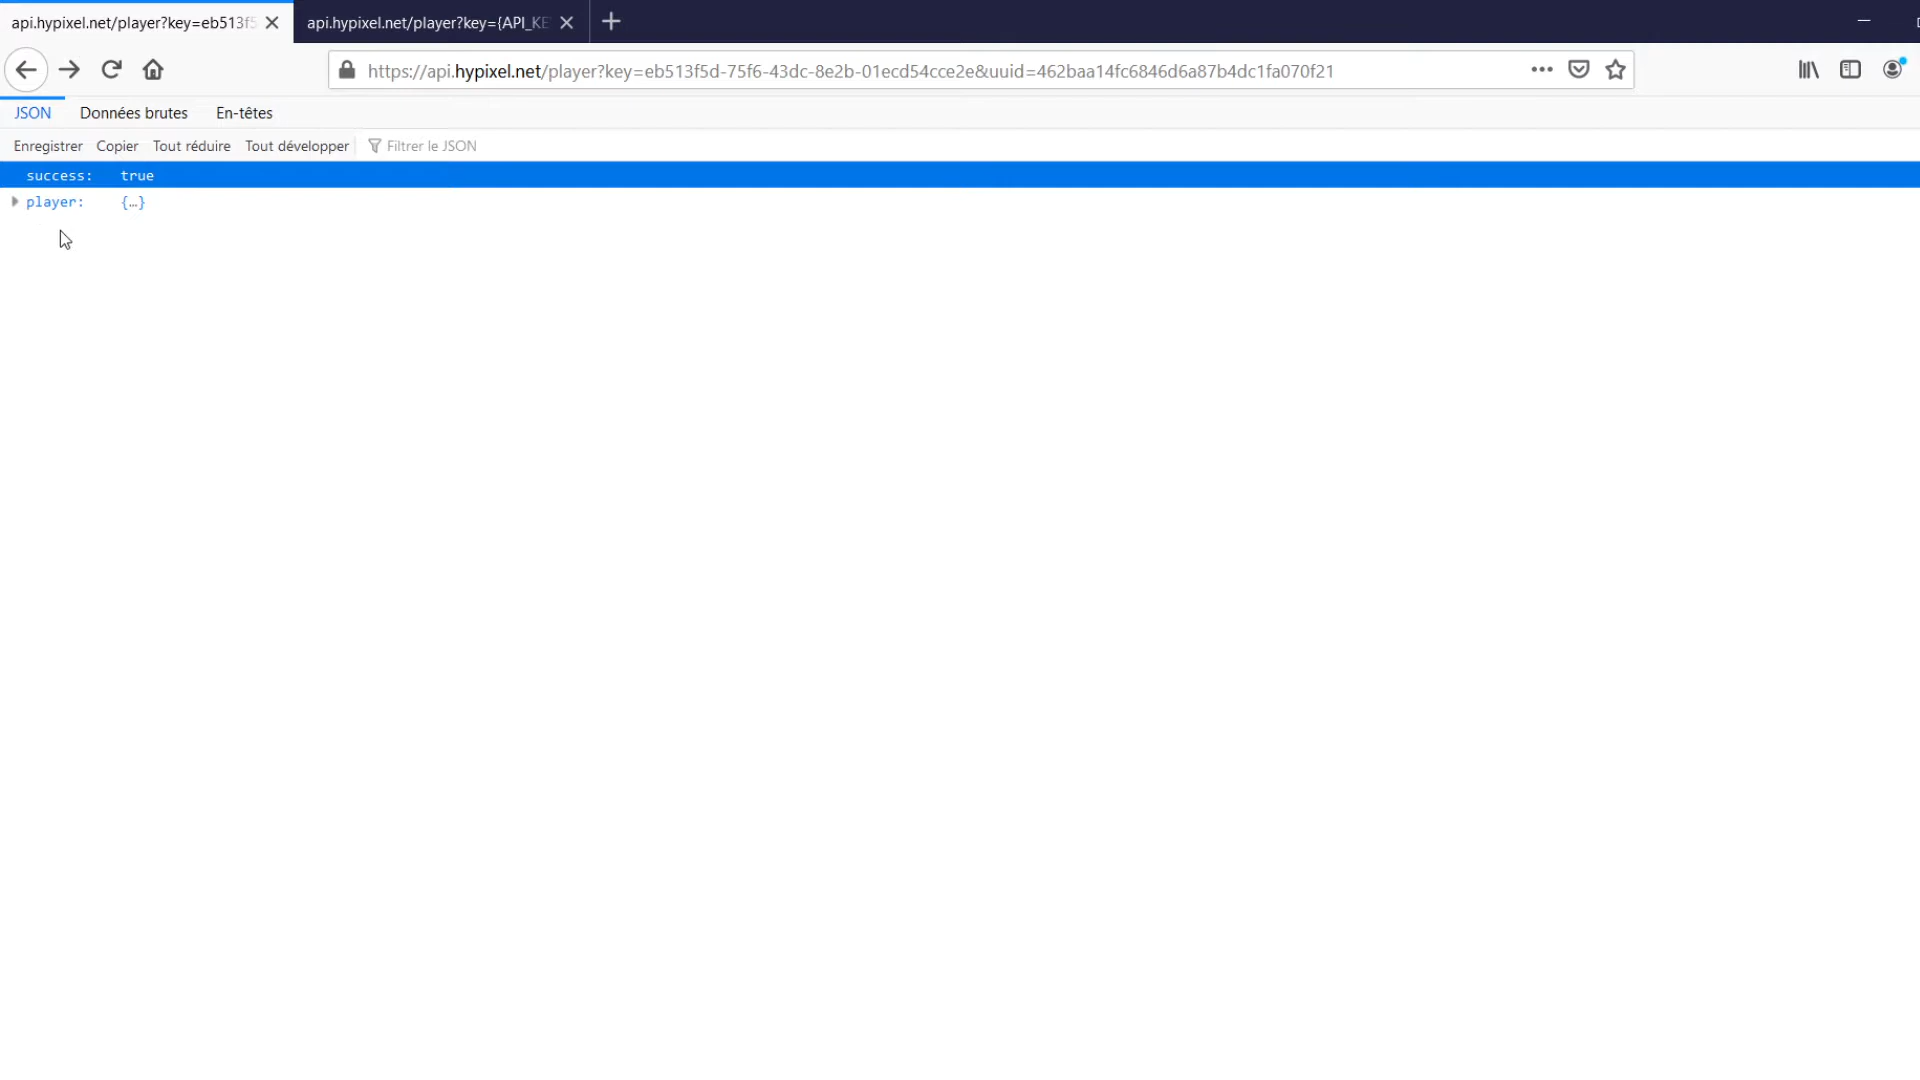 api.hypixel.net/player?key=eb513f5
api.hypixel.net/player?key={API_KE
https://api.hypixel.net/player?key=eb513f5d-75f6-43dc-8e2b-01ecd54cce2e&uuid=462baa14fc6846d6a87b4dc1fa070f21
JSON Données brutes En-têtes
Enregistrer Copier Tout réduire Tout développer Filtrer le JSON
success: true
player: {…}